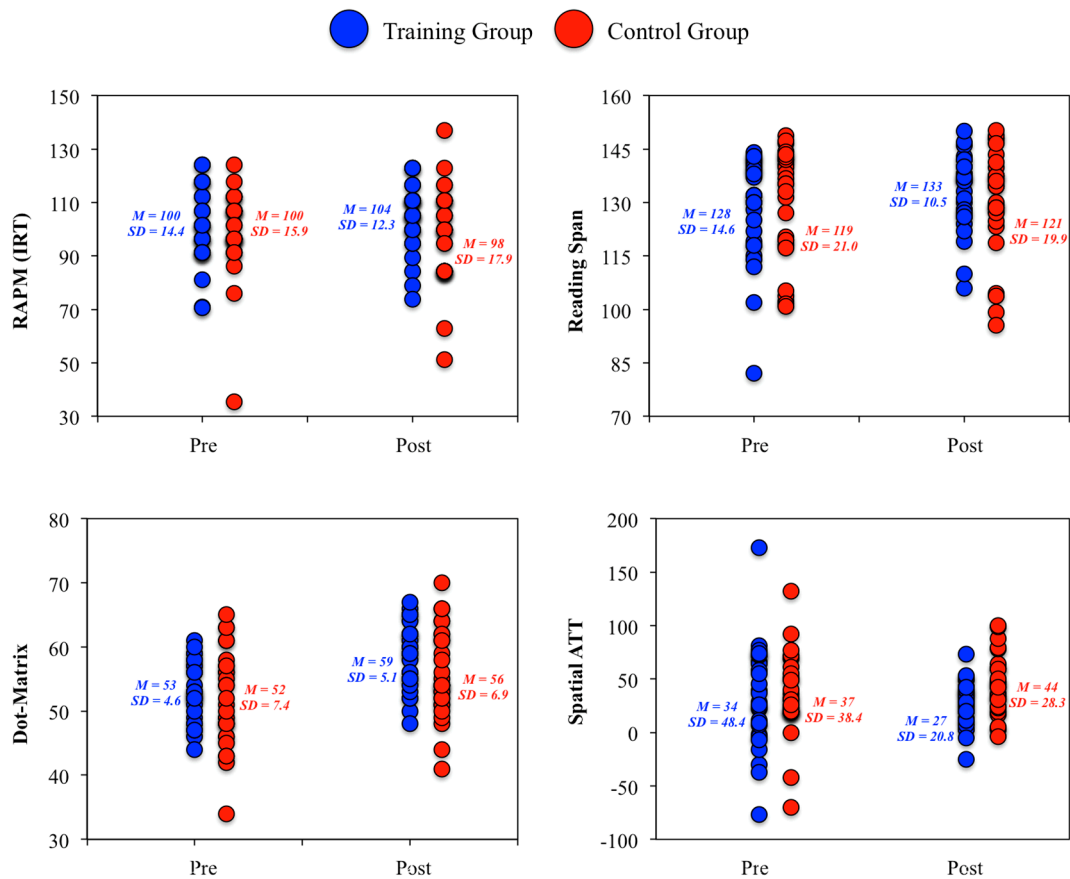 Training Group Control Group
RAPM (IRT)
150
130
110
90
70
50
30
M = 100
SD = 14.4
M = 100
SD = 15.9
M = 104
SD = 12.3
M = 98
SD = 17.9
Pre Post
Reading Span
160
145
130
115
100
85
70
M = 128
SD = 14.6
M = 119
SD = 21.0
M = 133
SD = 10.5
M = 121
SD = 19.9
Pre Post
Dot-Matrix
80
70
60
50
40
30
M = 53
SD = 4.6
M = 52
SD = 7.4
M = 59
SD = 5.1
M = 56
SD = 6.9
Pre Post
Spatial ATT
200
150
100
50
0
-50
-100
M = 34
SD = 48.4
M = 37
SD = 38.4
M = 27
SD = 20.8
M = 44
SD = 28.3
Pre Post